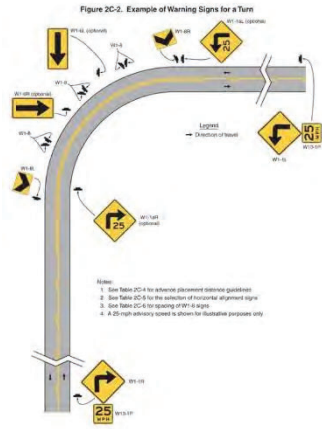 Figure 2C-2. Example of Warning Signs for a Turn
W1-6L (optional)
W1-8
W1-8R
W1-1aL (optional)
25
W1-8
W1-6R (optional)
W1-8
Legend
→ Direction of travel
W1-1L
25
MPH
W13-1P
W1-8L
25
W1-1aR
(optional)
Notes:
1. See Table 2C-4 for advance placement distance guidelines
2. See Table 2C-5 for the selection of horizontal alignment signs
3. See Table 2C-6 for spacing of W1-8 signs
4. A 25-mph advisory speed is shown for illustrative purposes only
W1-1R
25
MPH
W13-1P